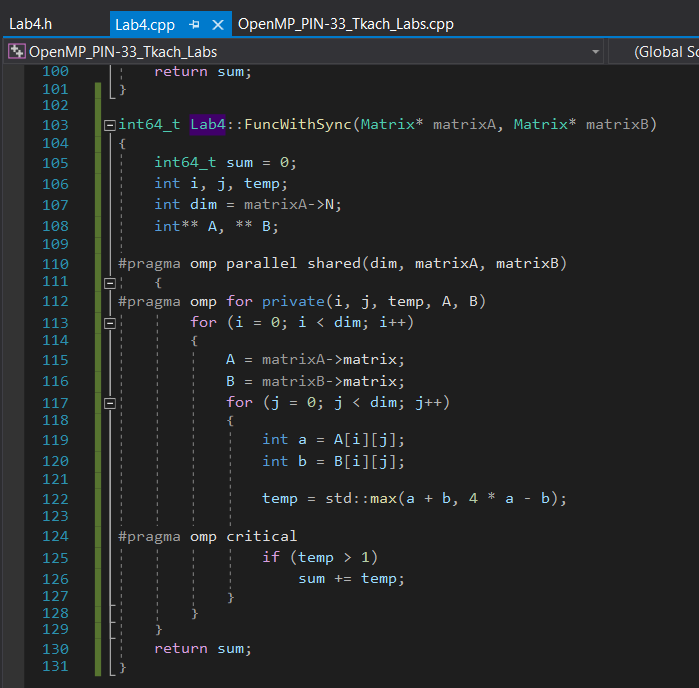 Lab4.h
Lab4.cpp
OpenMP_PIN-33_Tkach_Labs.cpp
OpenMP_PIN-33_Tkach_Labs
(Global Sc
100 return sum;
101 }
102
103 int64_t Lab4::FuncWithSync(Matrix* matrixA, Matrix* matrixB)
104 {
105 int64_t sum = 0;
106 int i, j, temp;
107 int dim = matrixA->N;
108 int** A, ** B;
109
110 #pragma omp parallel shared(dim, matrixA, matrixB)
111 {
112 #pragma omp for private(i, j, temp, A, B)
113 for (i = 0; i < dim; i++)
114 {
115 A = matrixA->matrix;
116 B = matrixB->matrix;
117 for (j = 0; j < dim; j++)
118 {
119 int a = A[i][j];
120 int b = B[i][j];
121
122 temp = std::max(a + b, 4 * a - b);
123
124 #pragma omp critical
125 if (temp > 1)
126 sum += temp;
127 }
128 }
129 }
130 return sum;
131 }